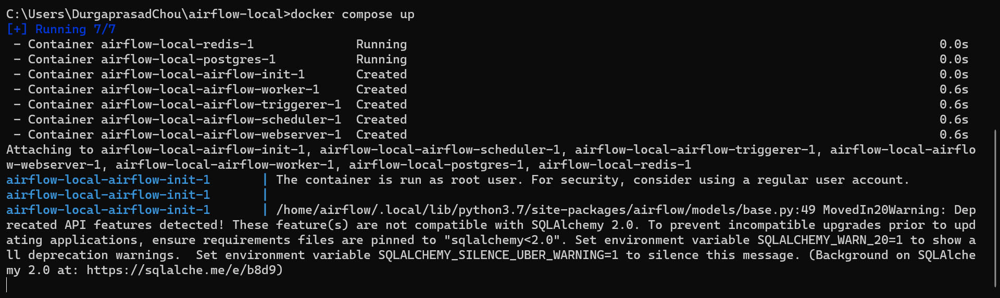 C:\Users\DurgaprasadChou\airflow-local>docker compose up
[+] Running 7/7
 - Container airflow-local-redis-1              Running                                                                         0.0s
 - Container airflow-local-postgres-1           Running                                                                         0.0s
 - Container airflow-local-airflow-init-1       Created                                                                         0.0s
 - Container airflow-local-airflow-worker-1     Created                                                                         0.6s
 - Container airflow-local-airflow-triggerer-1  Created                                                                         0.6s
 - Container airflow-local-airflow-scheduler-1  Created                                                                         0.6s
 - Container airflow-local-airflow-webserver-1  Created                                                                         0.6s
Attaching to airflow-local-airflow-init-1, airflow-local-airflow-scheduler-1, airflow-local-airflow-triggerer-1, airflow-local-airflo
w-webserver-1, airflow-local-airflow-worker-1, airflow-local-postgres-1, airflow-local-redis-1
airflow-local-airflow-init-1       | The container is run as root user. For security, consider using a regular user account.
airflow-local-airflow-init-1       |
airflow-local-airflow-init-1       | /home/airflow/.local/lib/python3.7/site-packages/airflow/models/base.py:49 MovedIn20Warning: Dep
recated API features detected! These feature(s) are not compatible with SQLAlchemy 2.0. To prevent incompatible upgrades prior to upd
ating applications, ensure requirements files are pinned to "sqlalchemy<2.0". Set environment variable SQLALCHEMY_WARN_20=1 to show a
ll deprecation warnings.  Set environment variable SQLALCHEMY_SILENCE_UBER_WARNING=1 to silence this message. (Background on SQLAlche
my 2.0 at: https://sqlalche.me/e/b8d9)